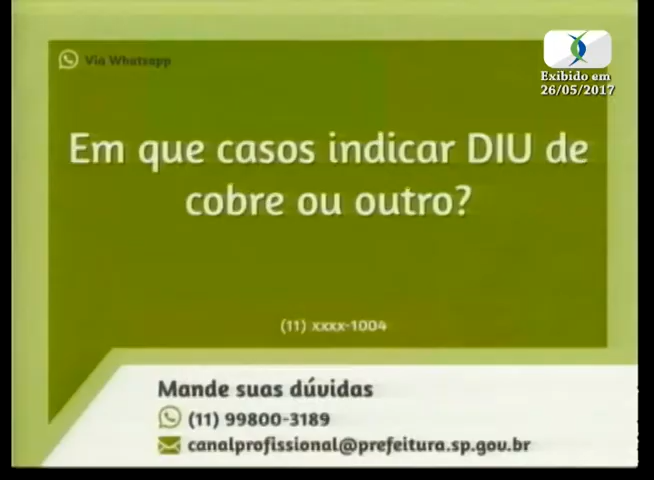 Via Whatsapp
Exibido em
26/05/2017
Em que casos indicar DIU de
cobre ou outro?
(11) xxxx-1004
Mande suas dúvidas
(11) 99800-3189
canalprofissional@prefeitura.sp.gov.br